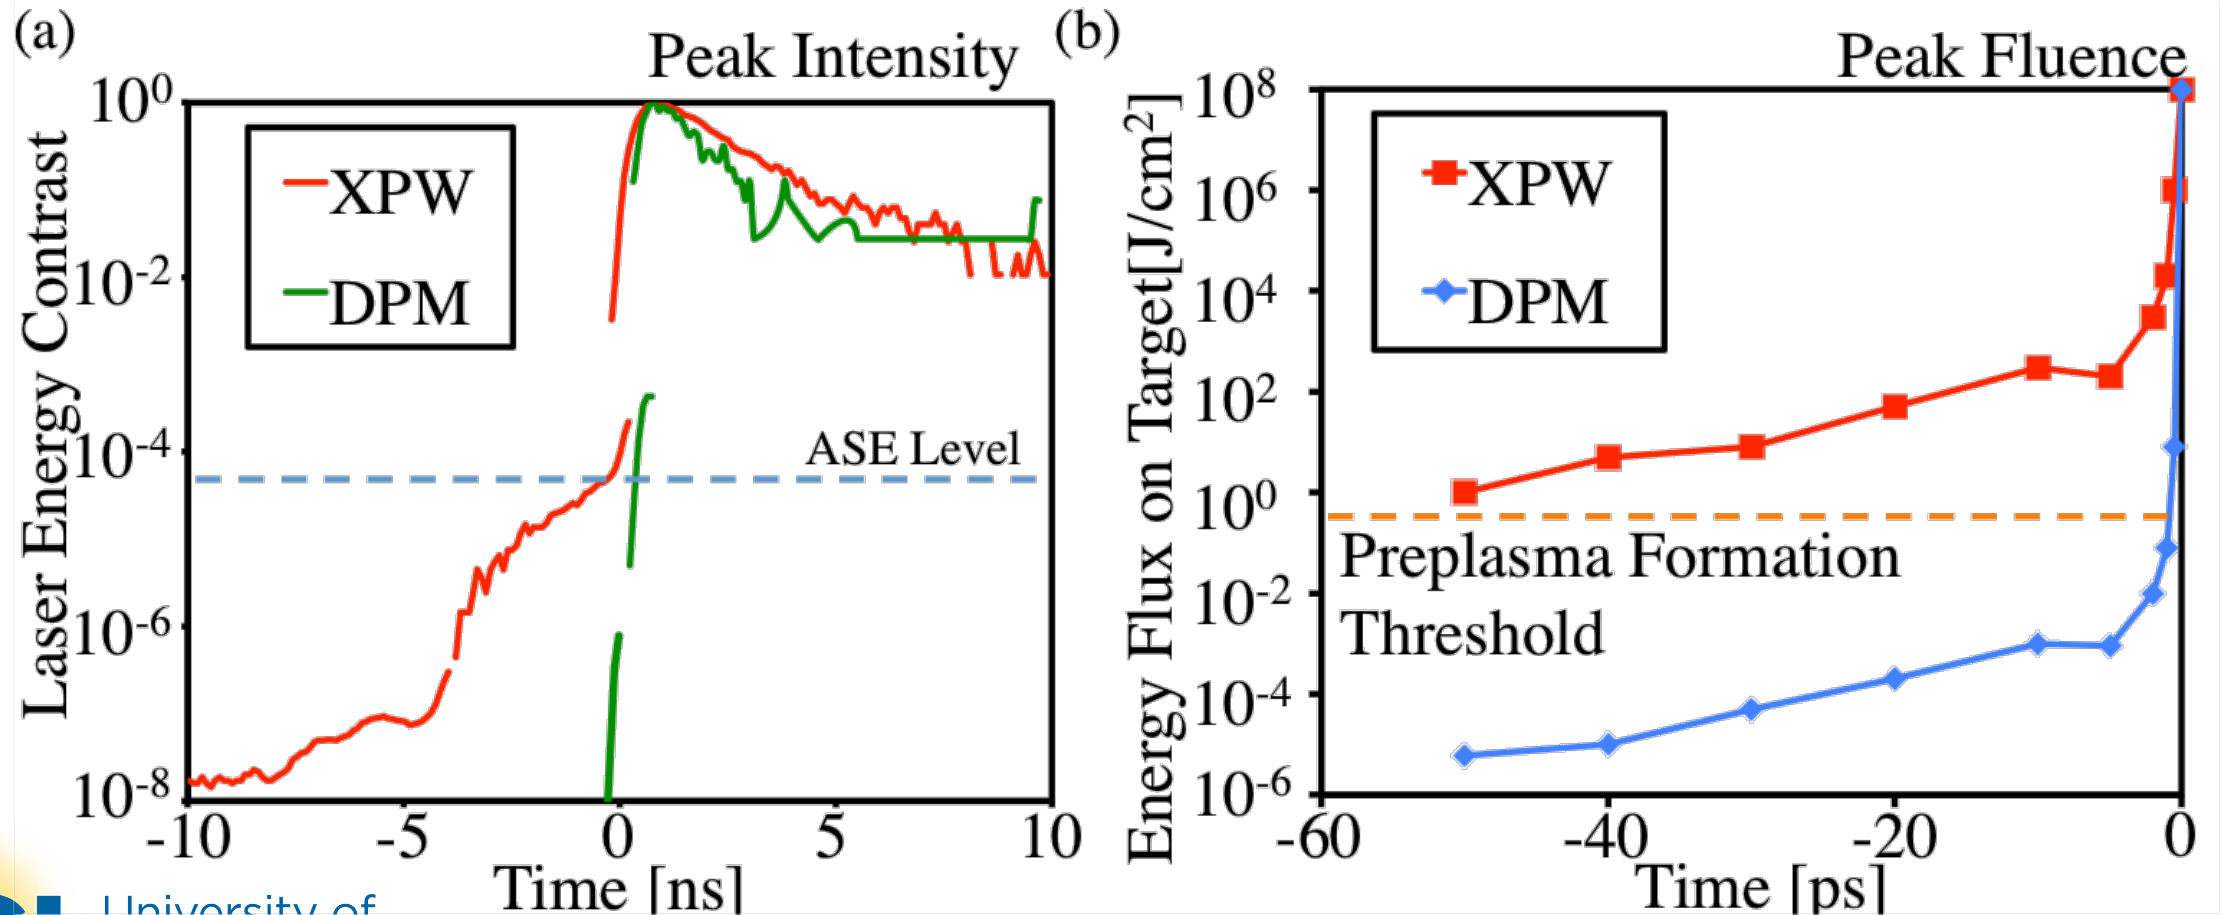 (a)
Peak Intensity
Laser Energy Contrast
10^0
10^-2
10^-4
10^-6
10^-8
XPW
DPM
ASE Level
-10
-5
0
5
10
Time [ns]
(b)
Peak Fluence
Energy Flux on Target[J/cm^2]
10^8
10^6
10^4
10^2
10^0
10^-2
10^-4
10^-6
XPW
DPM
Preplasma Formation
Threshold
-60
-40
-20
0
Time [ps]
University of